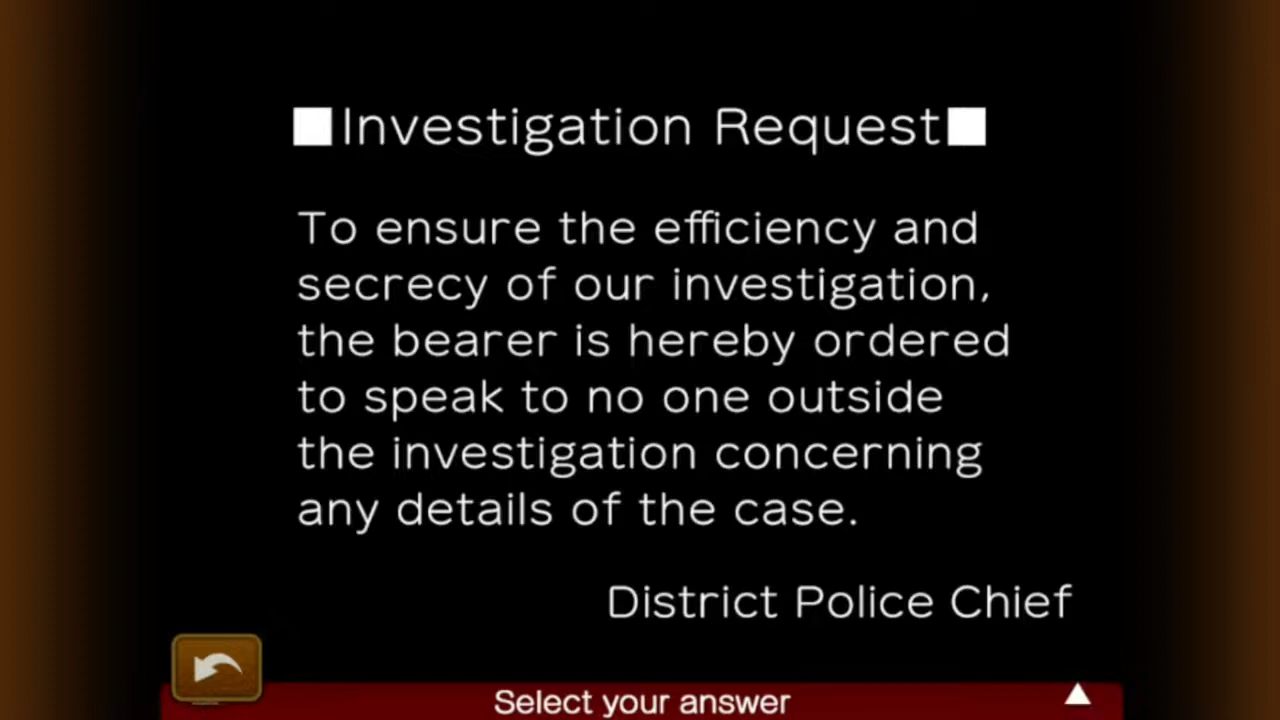 ■Investigation Request■
To ensure the efficiency and
secrecy of our investigation,
the bearer is hereby ordered
to speak to no one outside
the investigation concerning
any details of the case.
District Police Chief
Select your answer